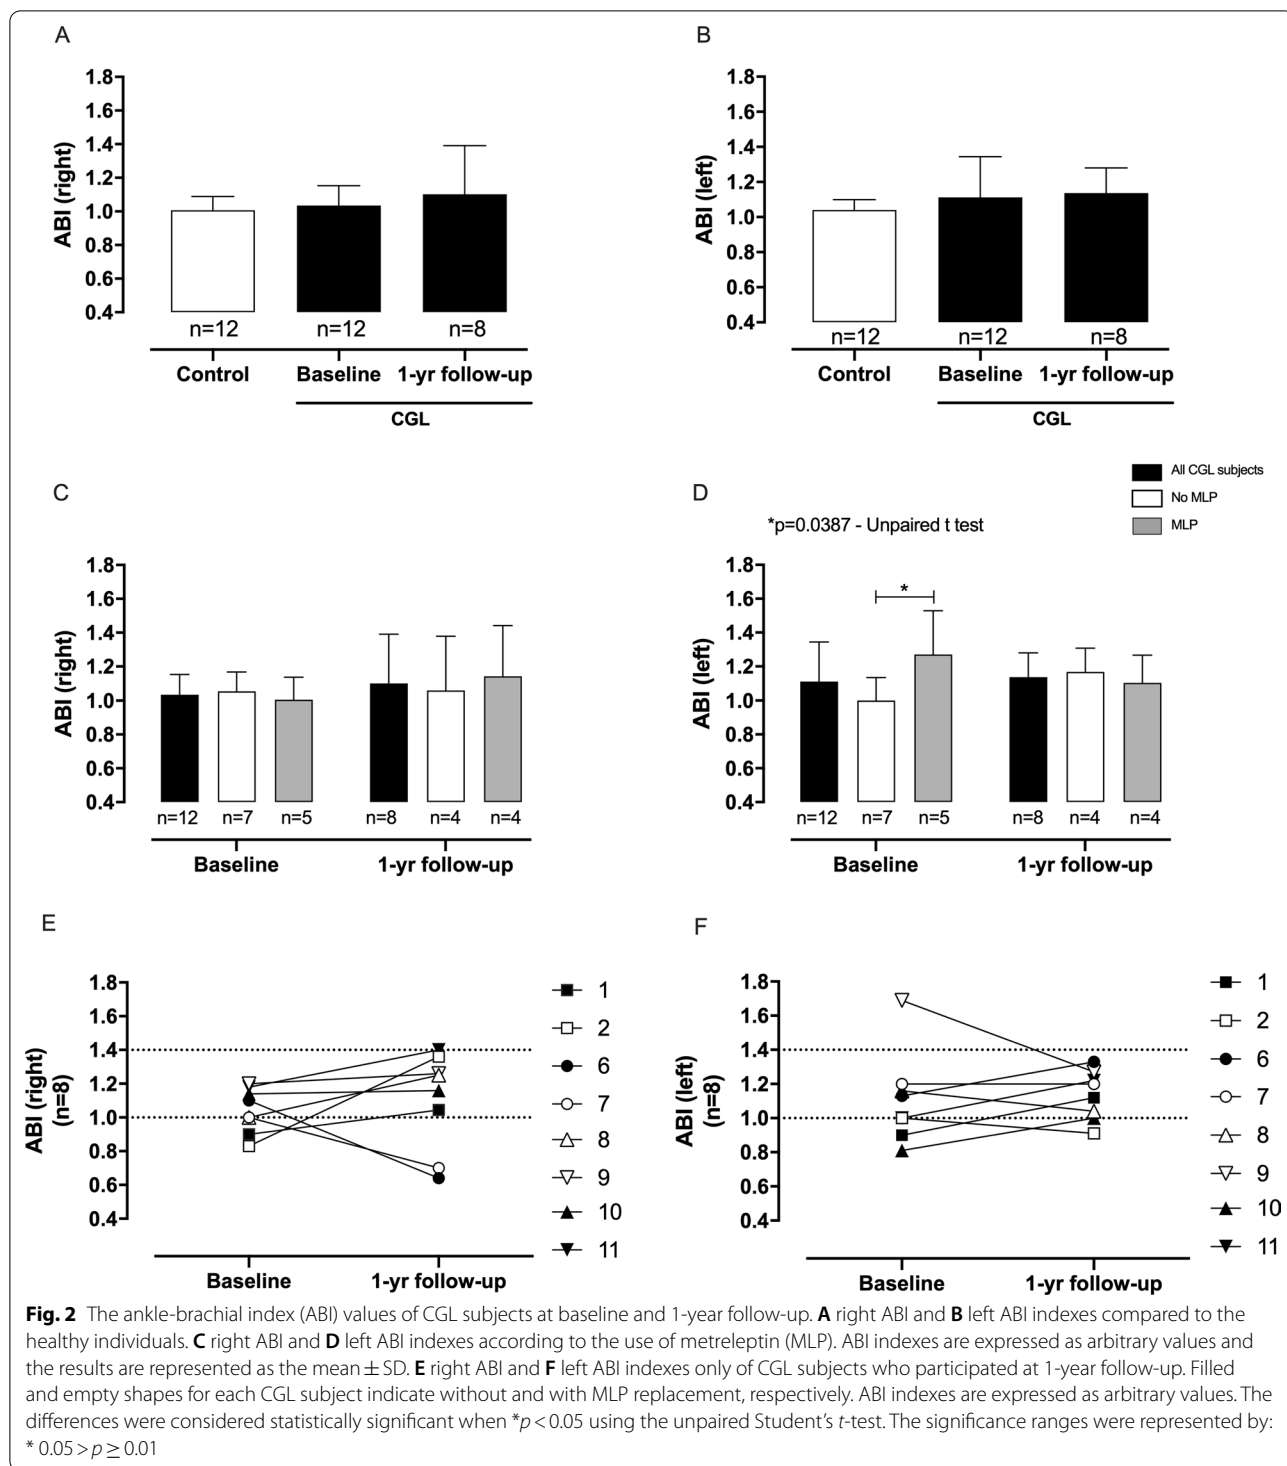 A
1.8
1.6
1.4
1.2
1.0
0.8
0.6
0.4
ABI (right)
n=12
n=12
n=8
Control
Baseline
1-yr follow-up
CGL
B
1.8
1.6
1.4
1.2
1.0
0.8
0.6
0.4
ABI (left)
n=12
n=12
n=8
Control
Baseline
1-yr follow-up
CGL
All CGL subjects
No MLP
MLP
C
1.8
1.6
1.4
1.2
1.0
0.8
0.6
0.4
ABI (right)
n=12
n=7
n=5
n=8
n=4
n=4
Baseline
1-yr follow-up
D
*p=0.0387 - Unpaired t test
1.8
1.6
1.4
1.2
1.0
0.8
0.6
0.4
ABI (left)
*
n=12
n=7
n=5
n=8
n=4
n=4
Baseline
1-yr follow-up
E
1.8
1.6
1.4
1.2
1.0
0.8
0.6
0.4
ABI (right)
(n=8)
Baseline
1-yr follow-up
1
2
6
7
8
9
10
11
F
1.8
1.6
1.4
1.2
1.0
0.8
0.6
0.4
ABI (left)
(n=8)
Baseline
1-yr follow-up
1
2
6
7
8
9
10
11
Fig. 2 The ankle-brachial index (ABI) values of CGL subjects at baseline and 1-year follow-up. A right ABI and B left ABI indexes compared to the
healthy individuals. C right ABI and D left ABI indexes according to the use of metreleptin (MLP). ABI indexes are expressed as arbitrary values and
the results are represented as the mean ± SD. E right ABI and F left ABI indexes only of CGL subjects who participated at 1-year follow-up. Filled
and empty shapes for each CGL subject indicate without and with MLP replacement, respectively. ABI indexes are expressed as arbitrary values. The
differences were considered statistically significant when *p < 0.05 using the unpaired Student's t-test. The significance ranges were represented by:
* 0.05 > p ≥ 0.01